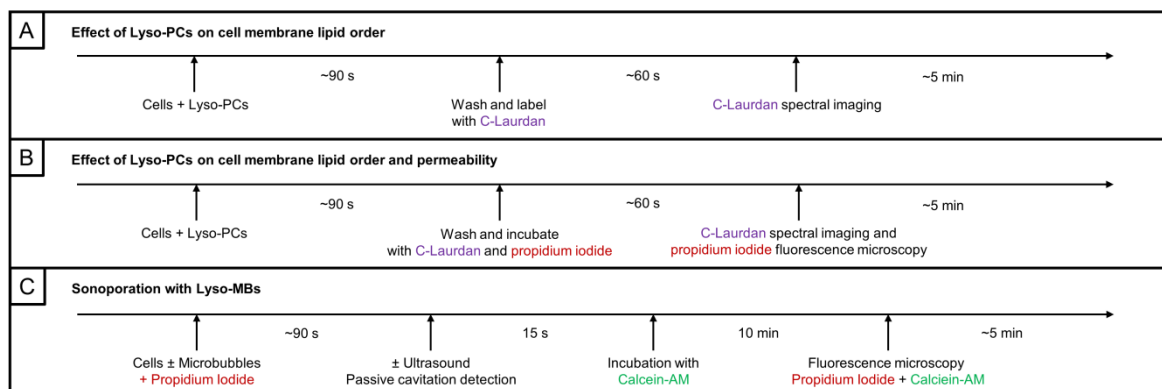 A
Effect of Lyso-PCs on cell membrane lipid order
~90 s
~60 s
~5 min
Cells + Lyso-PCs
Wash and label
with C-Laurdan
C-Laurdan spectral imaging
B
Effect of Lyso-PCs on cell membrane lipid order and permeability
~90 s
~60 s
~5 min
Cells + Lyso-PCs
Wash and incubate
with C-Laurdan and propidium iodide
C-Laurdan spectral imaging and
propidium iodide fluorescence microscopy
C
Sonoporation with Lyso-MBs
~90 s
15 s
10 min
~5 min
Cells ± Microbubbles
+ Propidium Iodide
± Ultrasound
Passive cavitation detection
Incubation with
Calcein-AM
Fluorescence microscopy
Propidium Iodide + Calciein-AM